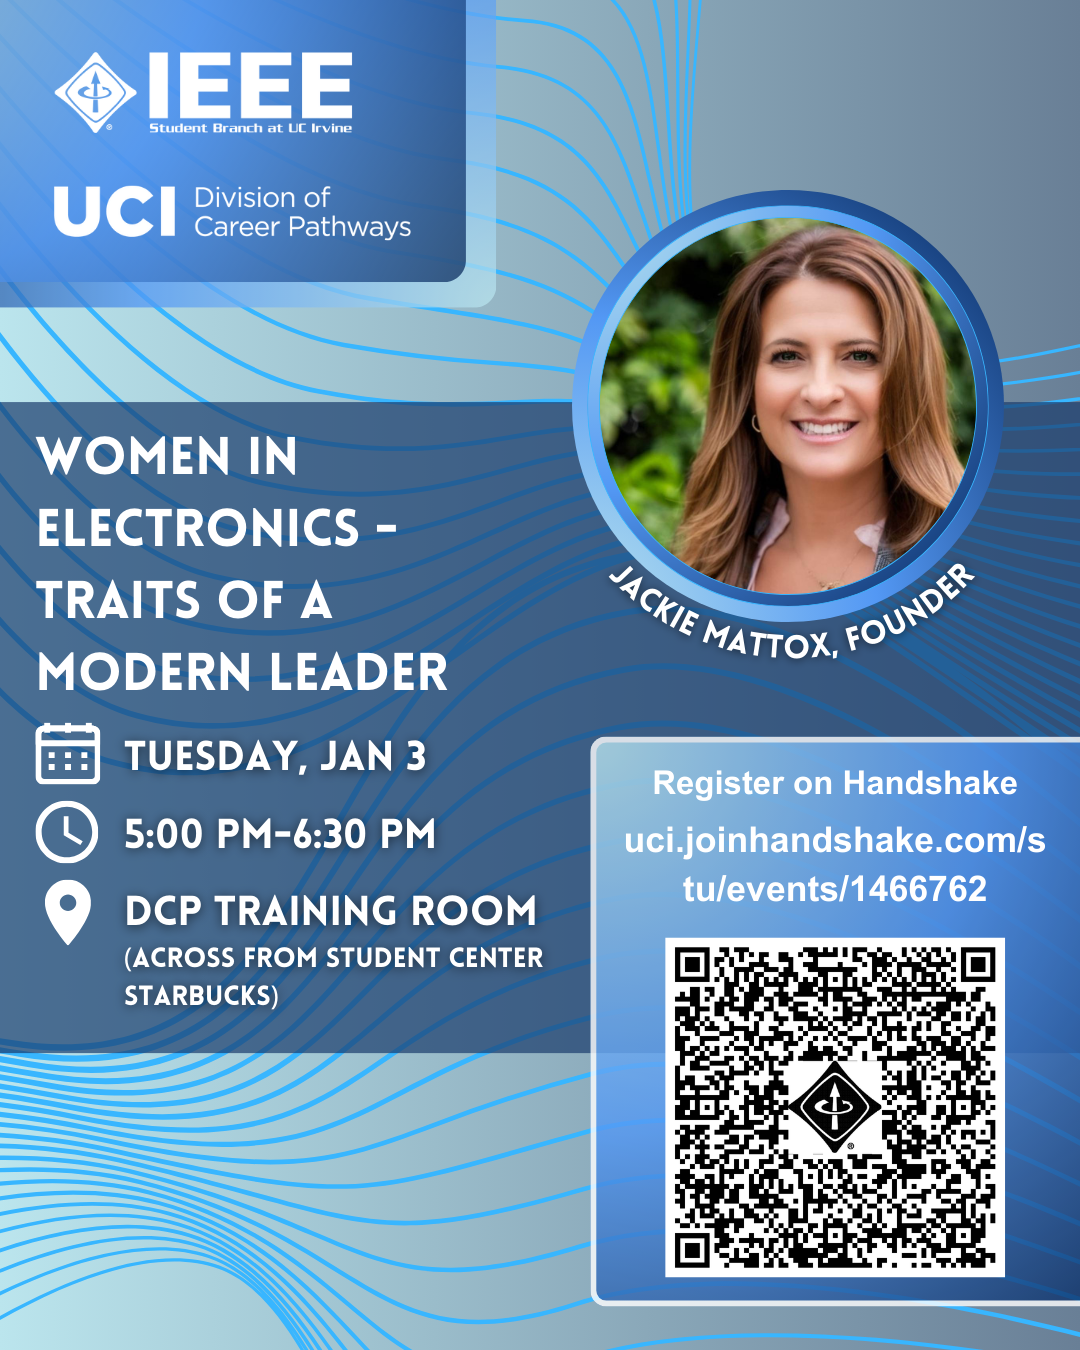 IEEE
Student Branch at UC Irvine
UCI Division of
Career Pathways
WOMEN IN
ELECTRONICS -
TRAITS OF A
MODERN LEADER
JACKIE MATTOX, FOUNDER
TUESDAY, JAN 3
5:00 PM-6:30 PM
DCP TRAINING ROOM
(ACROSS FROM STUDENT CENTER
STARBUCKS)
Register on Handshake
uci.joinhandshake.com/s
tu/events/1466762